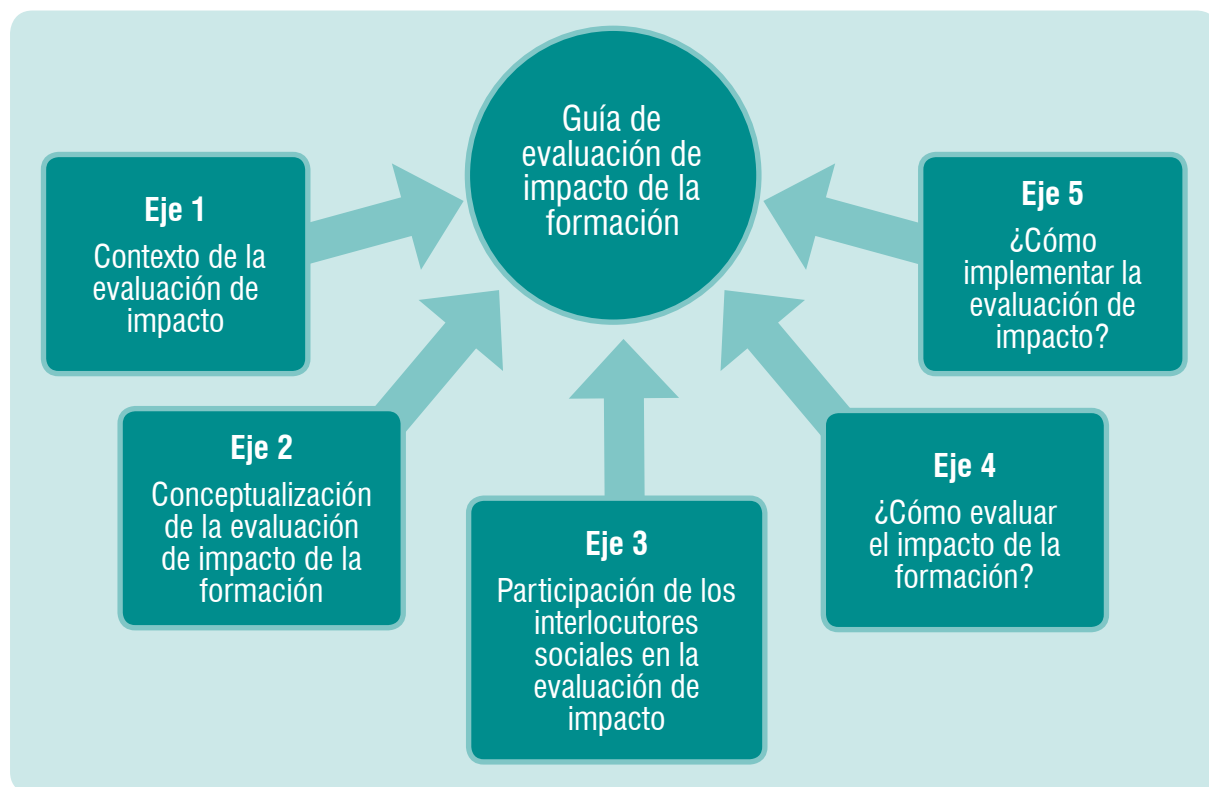 Guía de
evaluación de
impacto de la
formación
Eje 1
Contexto de la
evaluación de
impacto
Eje 2
Conceptualización
de la evaluación
de impacto de la
formación
Eje 3
Participación de los
interlocutores
sociales en la
evaluación de
impacto
Eje 4
¿Cómo evaluar
el impacto de la
formación?
Eje 5
¿Cómo
implementar la
evaluación de
impacto?